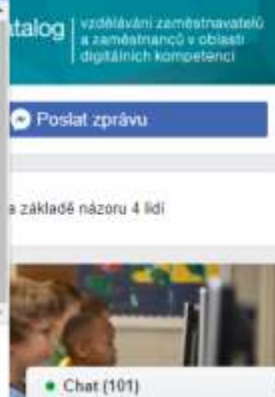 talog
vzdělávání zaměstnavatelů
a zaměstnanců v oblasti
digitálních kompetencí
Poslat zprávu
a základě názoru 4 lidí
Chat (101)